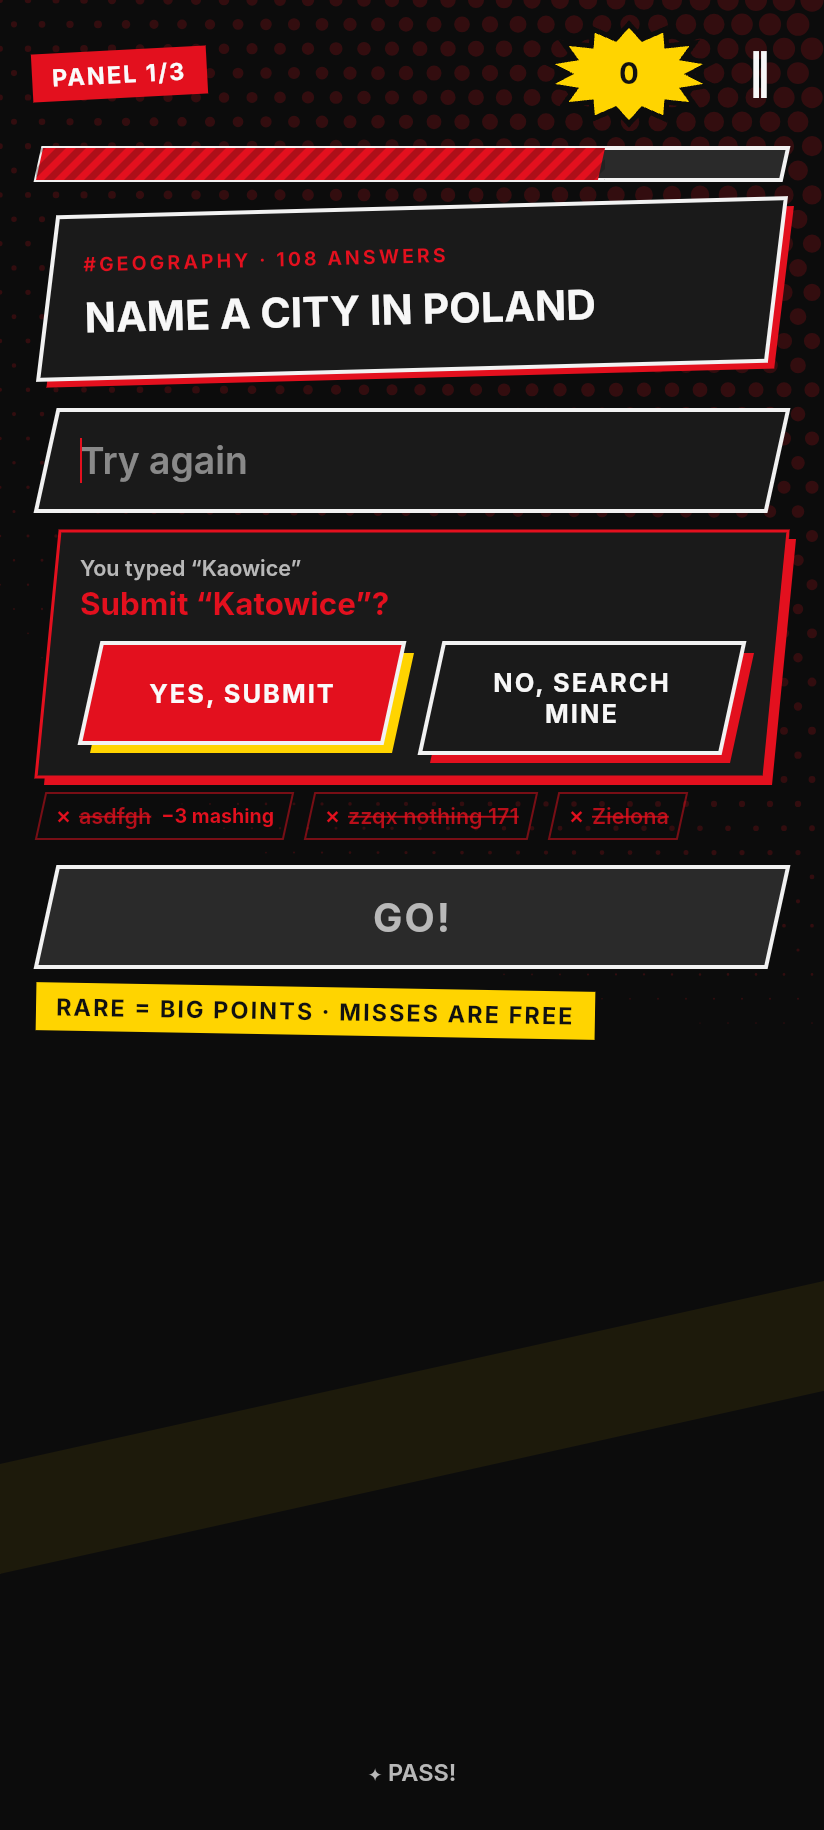 PANEL 1/3
0
#GEOGRAPHY · 108 ANSWERS
NAME A CITY IN POLAND
Try again
You typed “Kaowice”
Submit “Katowice”?
YES, SUBMIT
NO, SEARCH
MINE
× asdfgh −3 mashing
× zzqx nothing 171
× Zielona
GO!
RARE = BIG POINTS · MISSES ARE FREE
✦ PASS!